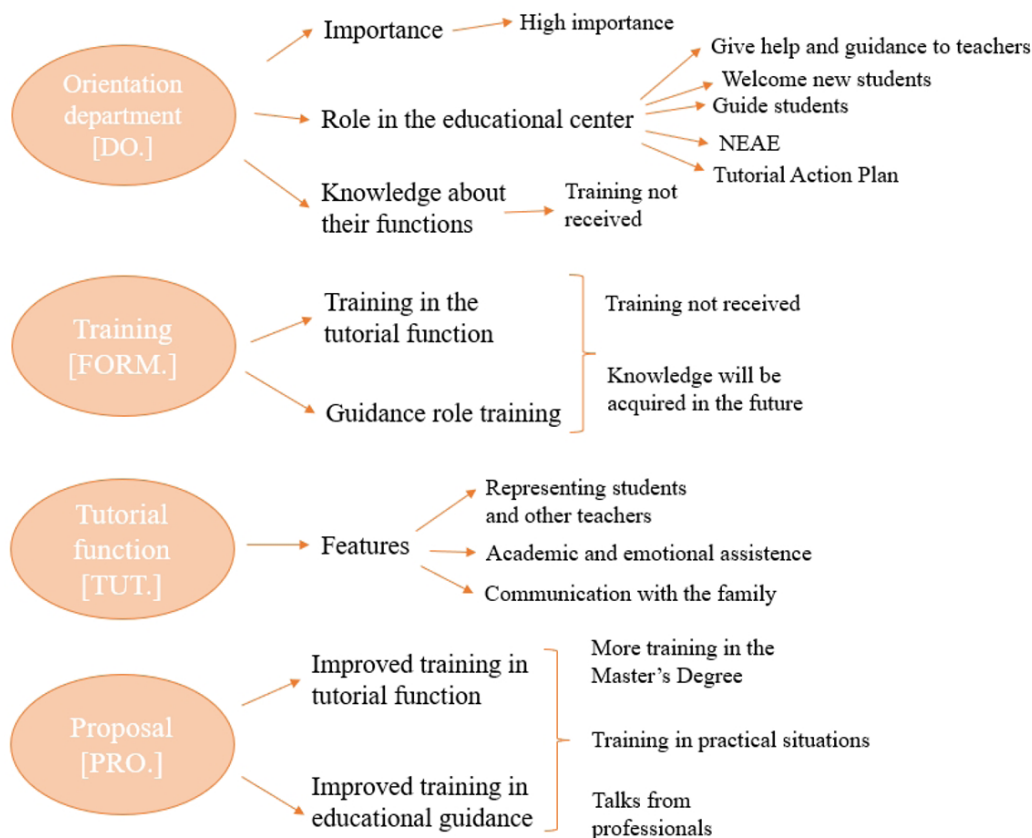 Orientation
department
[DO.]
Importance
High importance
Role in the educational center
Give help and guidance to teachers
Welcome new students
Guide students
NEAE
Tutorial Action Plan
Knowledge about
their functions
Training not
received
Training
[FORM.]
Training in the
tutorial function
Guidance role training
Training not received
Knowledge will be
acquired in the future
Tutorial
function
[TUT.]
Features
Representing students
and other teachers
Academic and emotional assistence
Communication with the family
Proposal
[PRO.]
Improved training in
tutorial function
Improved training in
educational guidance
More training in the
Master’s Degree
Training in practical situations
Talks from
professionals